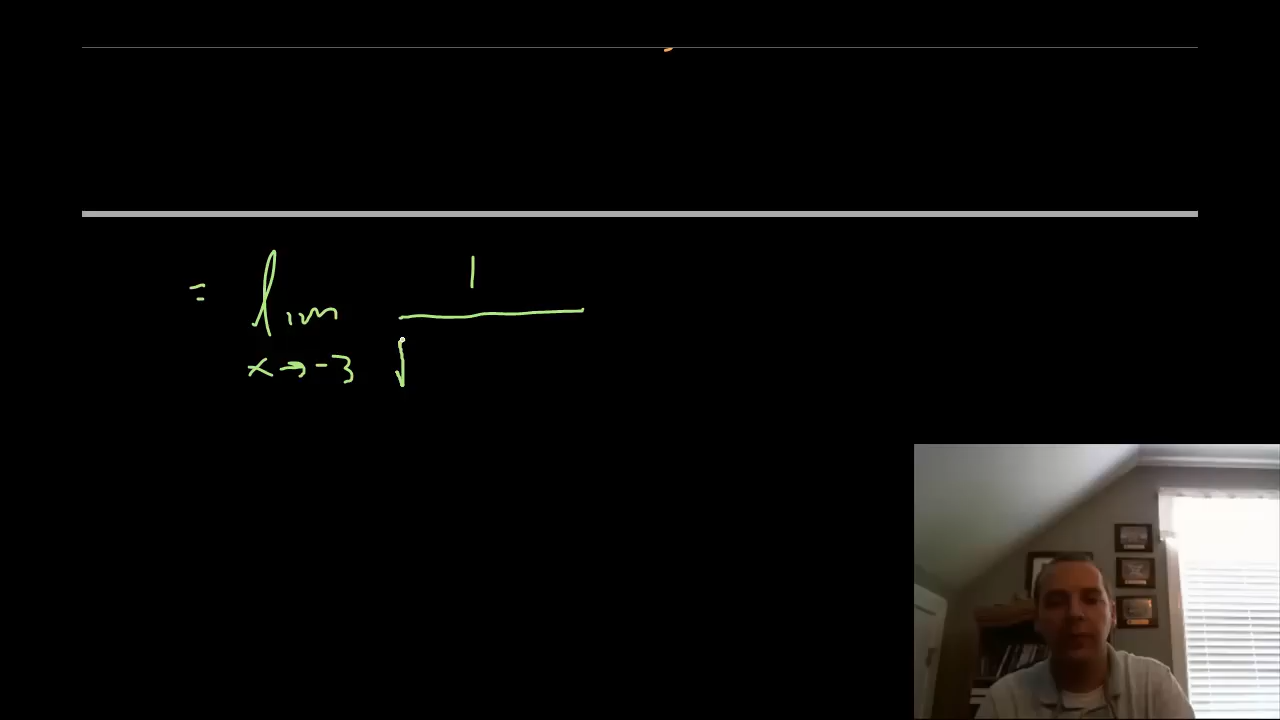 = lim 1
x→-3 √